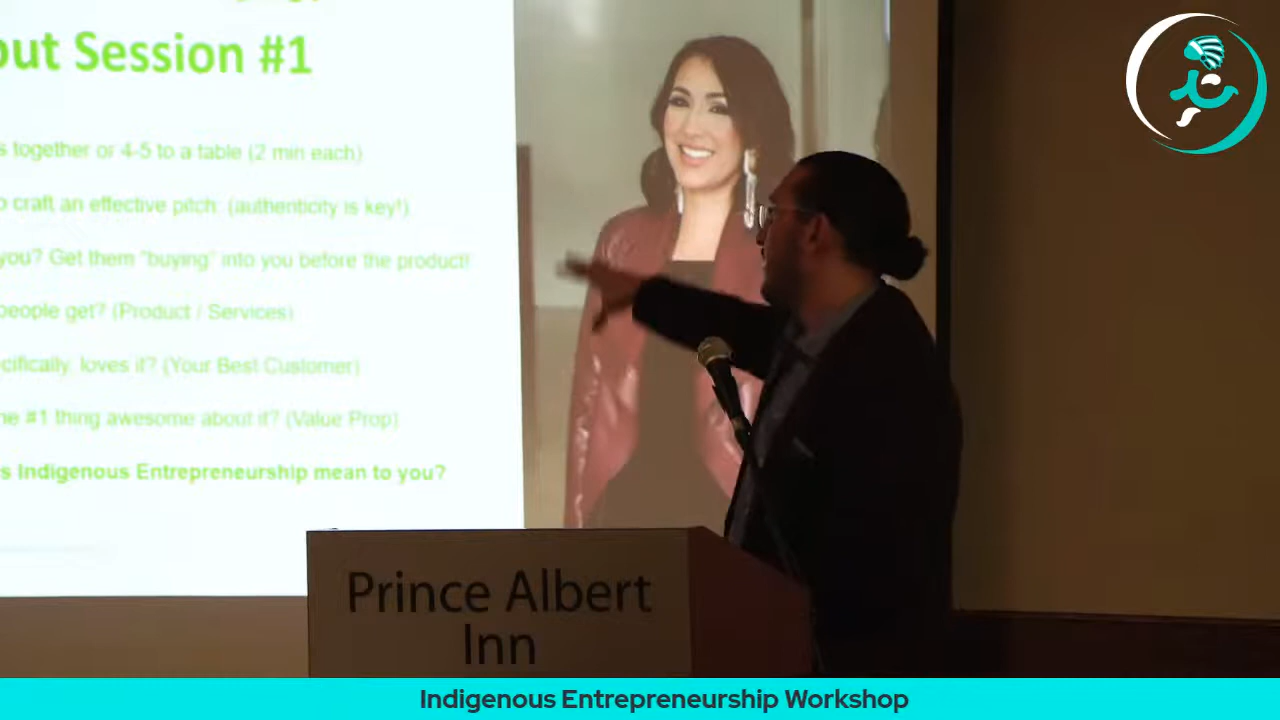 out Session #1
s together or 4-5 to a table (2 min each)
o craft an effective pitch: (authenticity is key!)
you? Get them "buying" into you before the product!
people get? (Product / Services)
cifically, loves it? (Your Best Customer)
he #1 thing awesome about it? (Value Prop)
s Indigenous Entrepreneurship mean to you?
Prince Albert
Inn
Indigenous Entrepreneurship Workshop